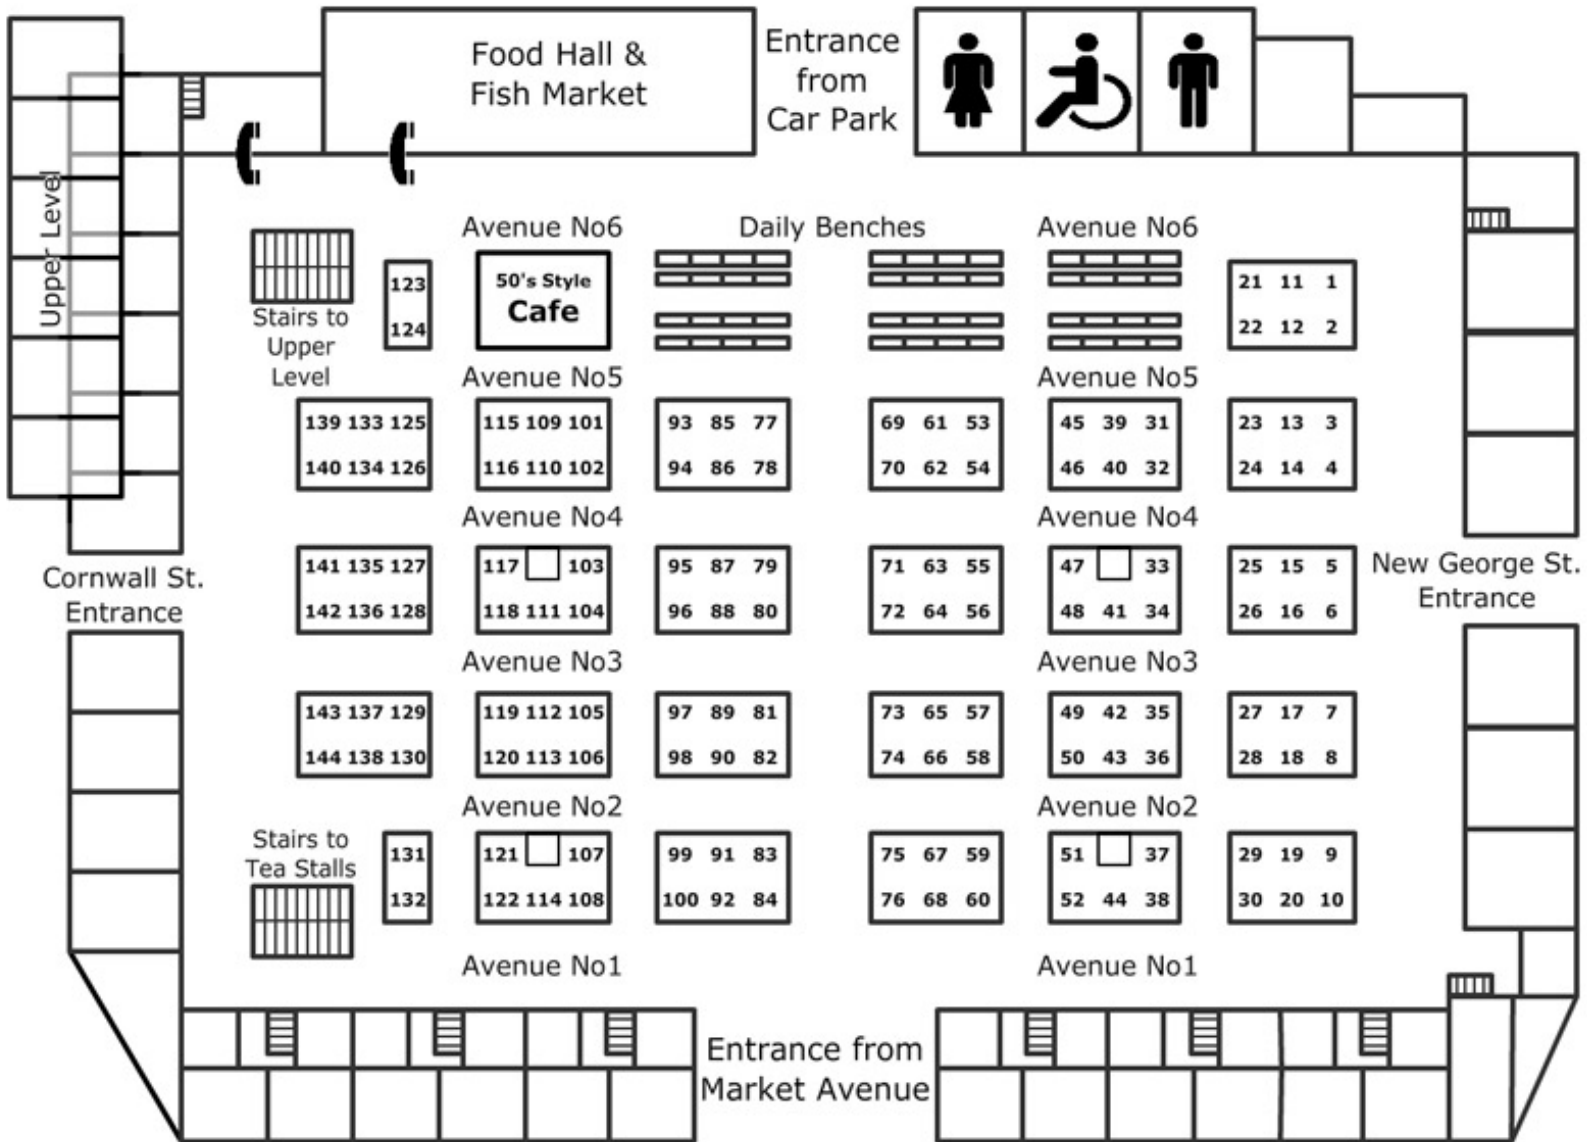 Food Hall &
Fish Market
Entrance
from
Car Park
Upper Level
Avenue No6
Daily Benches
Avenue No6
Stairs to
Upper
Level
123
124
50's Style
Cafe
21 11 1
22 12 2
Avenue No5
Avenue No5
139 133 125
140 134 126
115 109 101
116 110 102
93 85 77
94 86 78
69 61 53
70 62 54
45 39 31
46 40 32
23 13 3
24 14 4
Avenue No4
Avenue No4
Cornwall St.
Entrance
141 135 127
142 136 128
117 103
118 111 104
95 87 79
96 88 80
71 63 55
72 64 56
47 33
48 41 34
25 15 5
26 16 6
New George St.
Entrance
Avenue No3
Avenue No3
143 137 129
144 138 130
119 112 105
120 113 106
97 89 81
98 90 82
73 65 57
74 66 58
49 42 35
50 43 36
27 17 7
28 18 8
Avenue No2
Avenue No2
Stairs to
Tea Stalls
131
132
121 107
122 114 108
99 91 83
100 92 84
75 67 59
76 68 60
51 37
52 44 38
29 19 9
30 20 10
Avenue No1
Avenue No1
Entrance from
Market Avenue